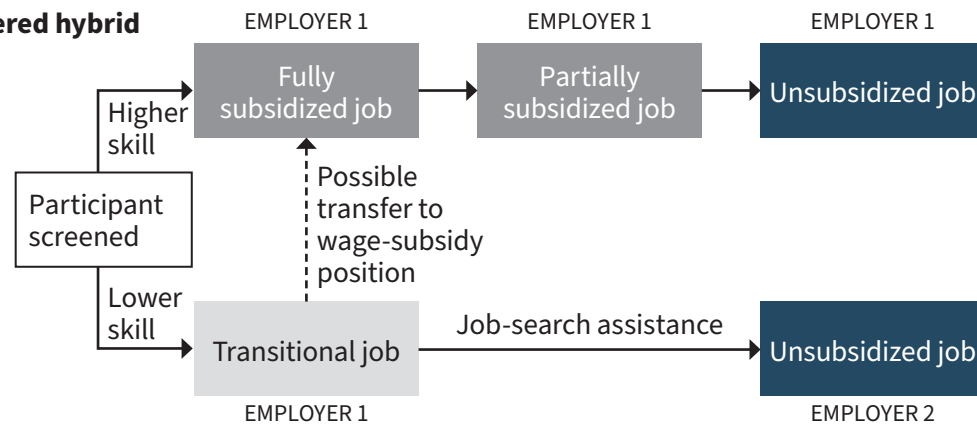 hybrid
EMPLOYER 1
EMPLOYER 1
EMPLOYER 1
Fully
subsidized job
Partially
subsidized job
Unsubsidized job
Higher
skill
Participant
screened
Possible
transfer to
wage-subsidy
position
Lower
skill
Transitional job
Job-search assistance
Unsubsidized job
EMPLOYER 1
EMPLOYER 2